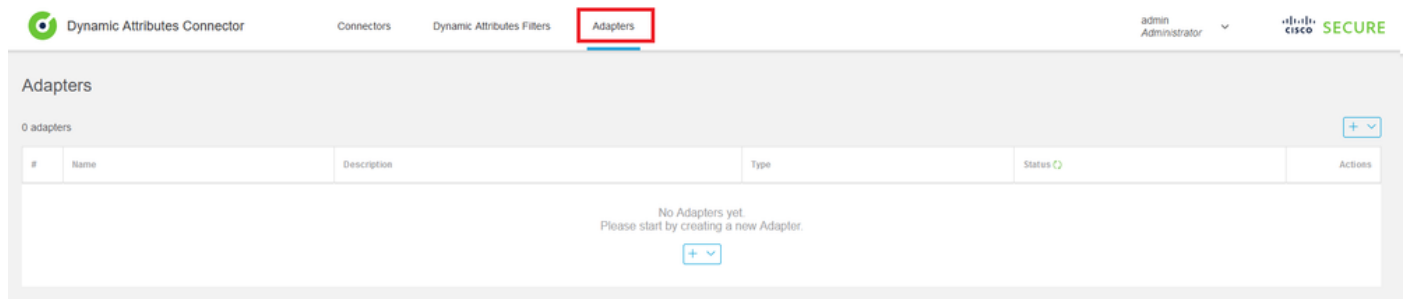 Dynamic Attributes Connector Connectors Dynamic Attributes Filters Adapters admin Administrator cisco SECURE
Adapters
0 adapters
# Name Description Type Status Actions
No Adapters yet.
Please start by creating a new Adapter.